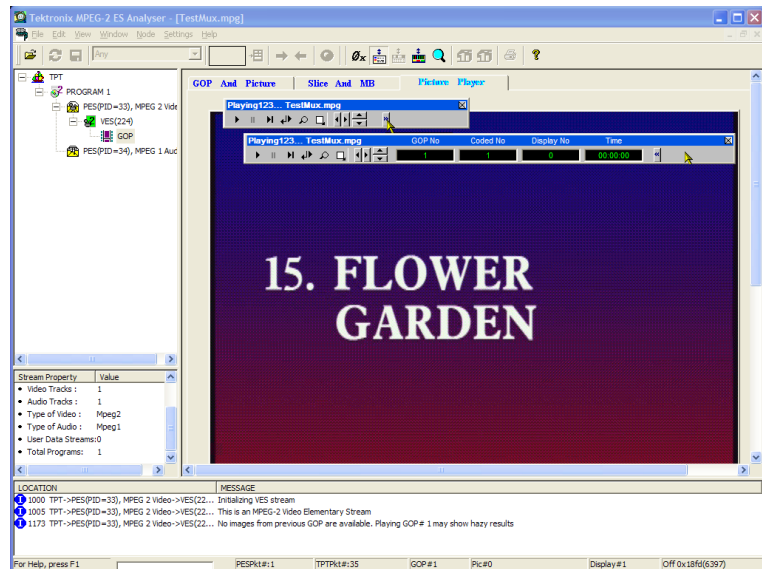 Tektronix MPEG-2 ES Analyser - [TestMux.mpg]
File Edit View Window Node Settings Help
Any
Øx
TPT
PROGRAM 1
PES(PID=33), MPEG 2 Vide
VES(224)
GOP
PES(PID=34), MPEG 1 Auc
GOP And Picture
Slice And MB
Picture Player
Playing123... TestMux.mpg
Playing123... TestMux.mpg GOP No Coded No Display No Time
1 1 0 00:00:00
15. FLOWER
GARDEN
Stream Property Value
Video Tracks : 1
Audio Tracks : 1
Type of Video : Mpeg2
Type of Audio : Mpeg1
User Data Streams:0
Total Programs: 1
LOCATION MESSAGE
1000 TPT->PES(PID=33), MPEG 2 Video->VES(22... Initializing VES stream
1005 TPT->PES(PID=33), MPEG 2 Video->VES(22... This is an MPEG-2 Video Elementary Stream
1173 TPT->PES(PID=33), MPEG 2 Video->VES(22... No images from previous GOP are available. Playing GOP# 1 may show hazy results
For Help, press F1 PESPkt#:1 TPTPkt#:35 GOP#1 Pic#0 Display#1 Off 0x18fd(6397)